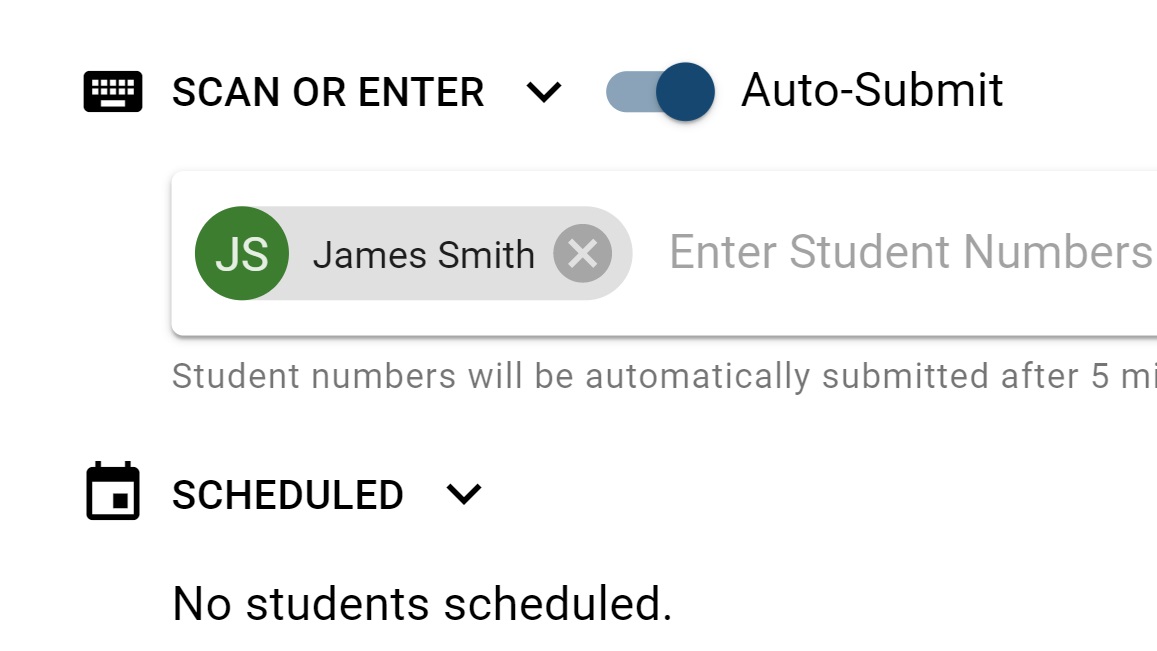 SCAN OR ENTER Auto-Submit
JS James Smith Enter Student Numbers
Student numbers will be automatically submitted after 5 mi
SCHEDULED
No students scheduled.